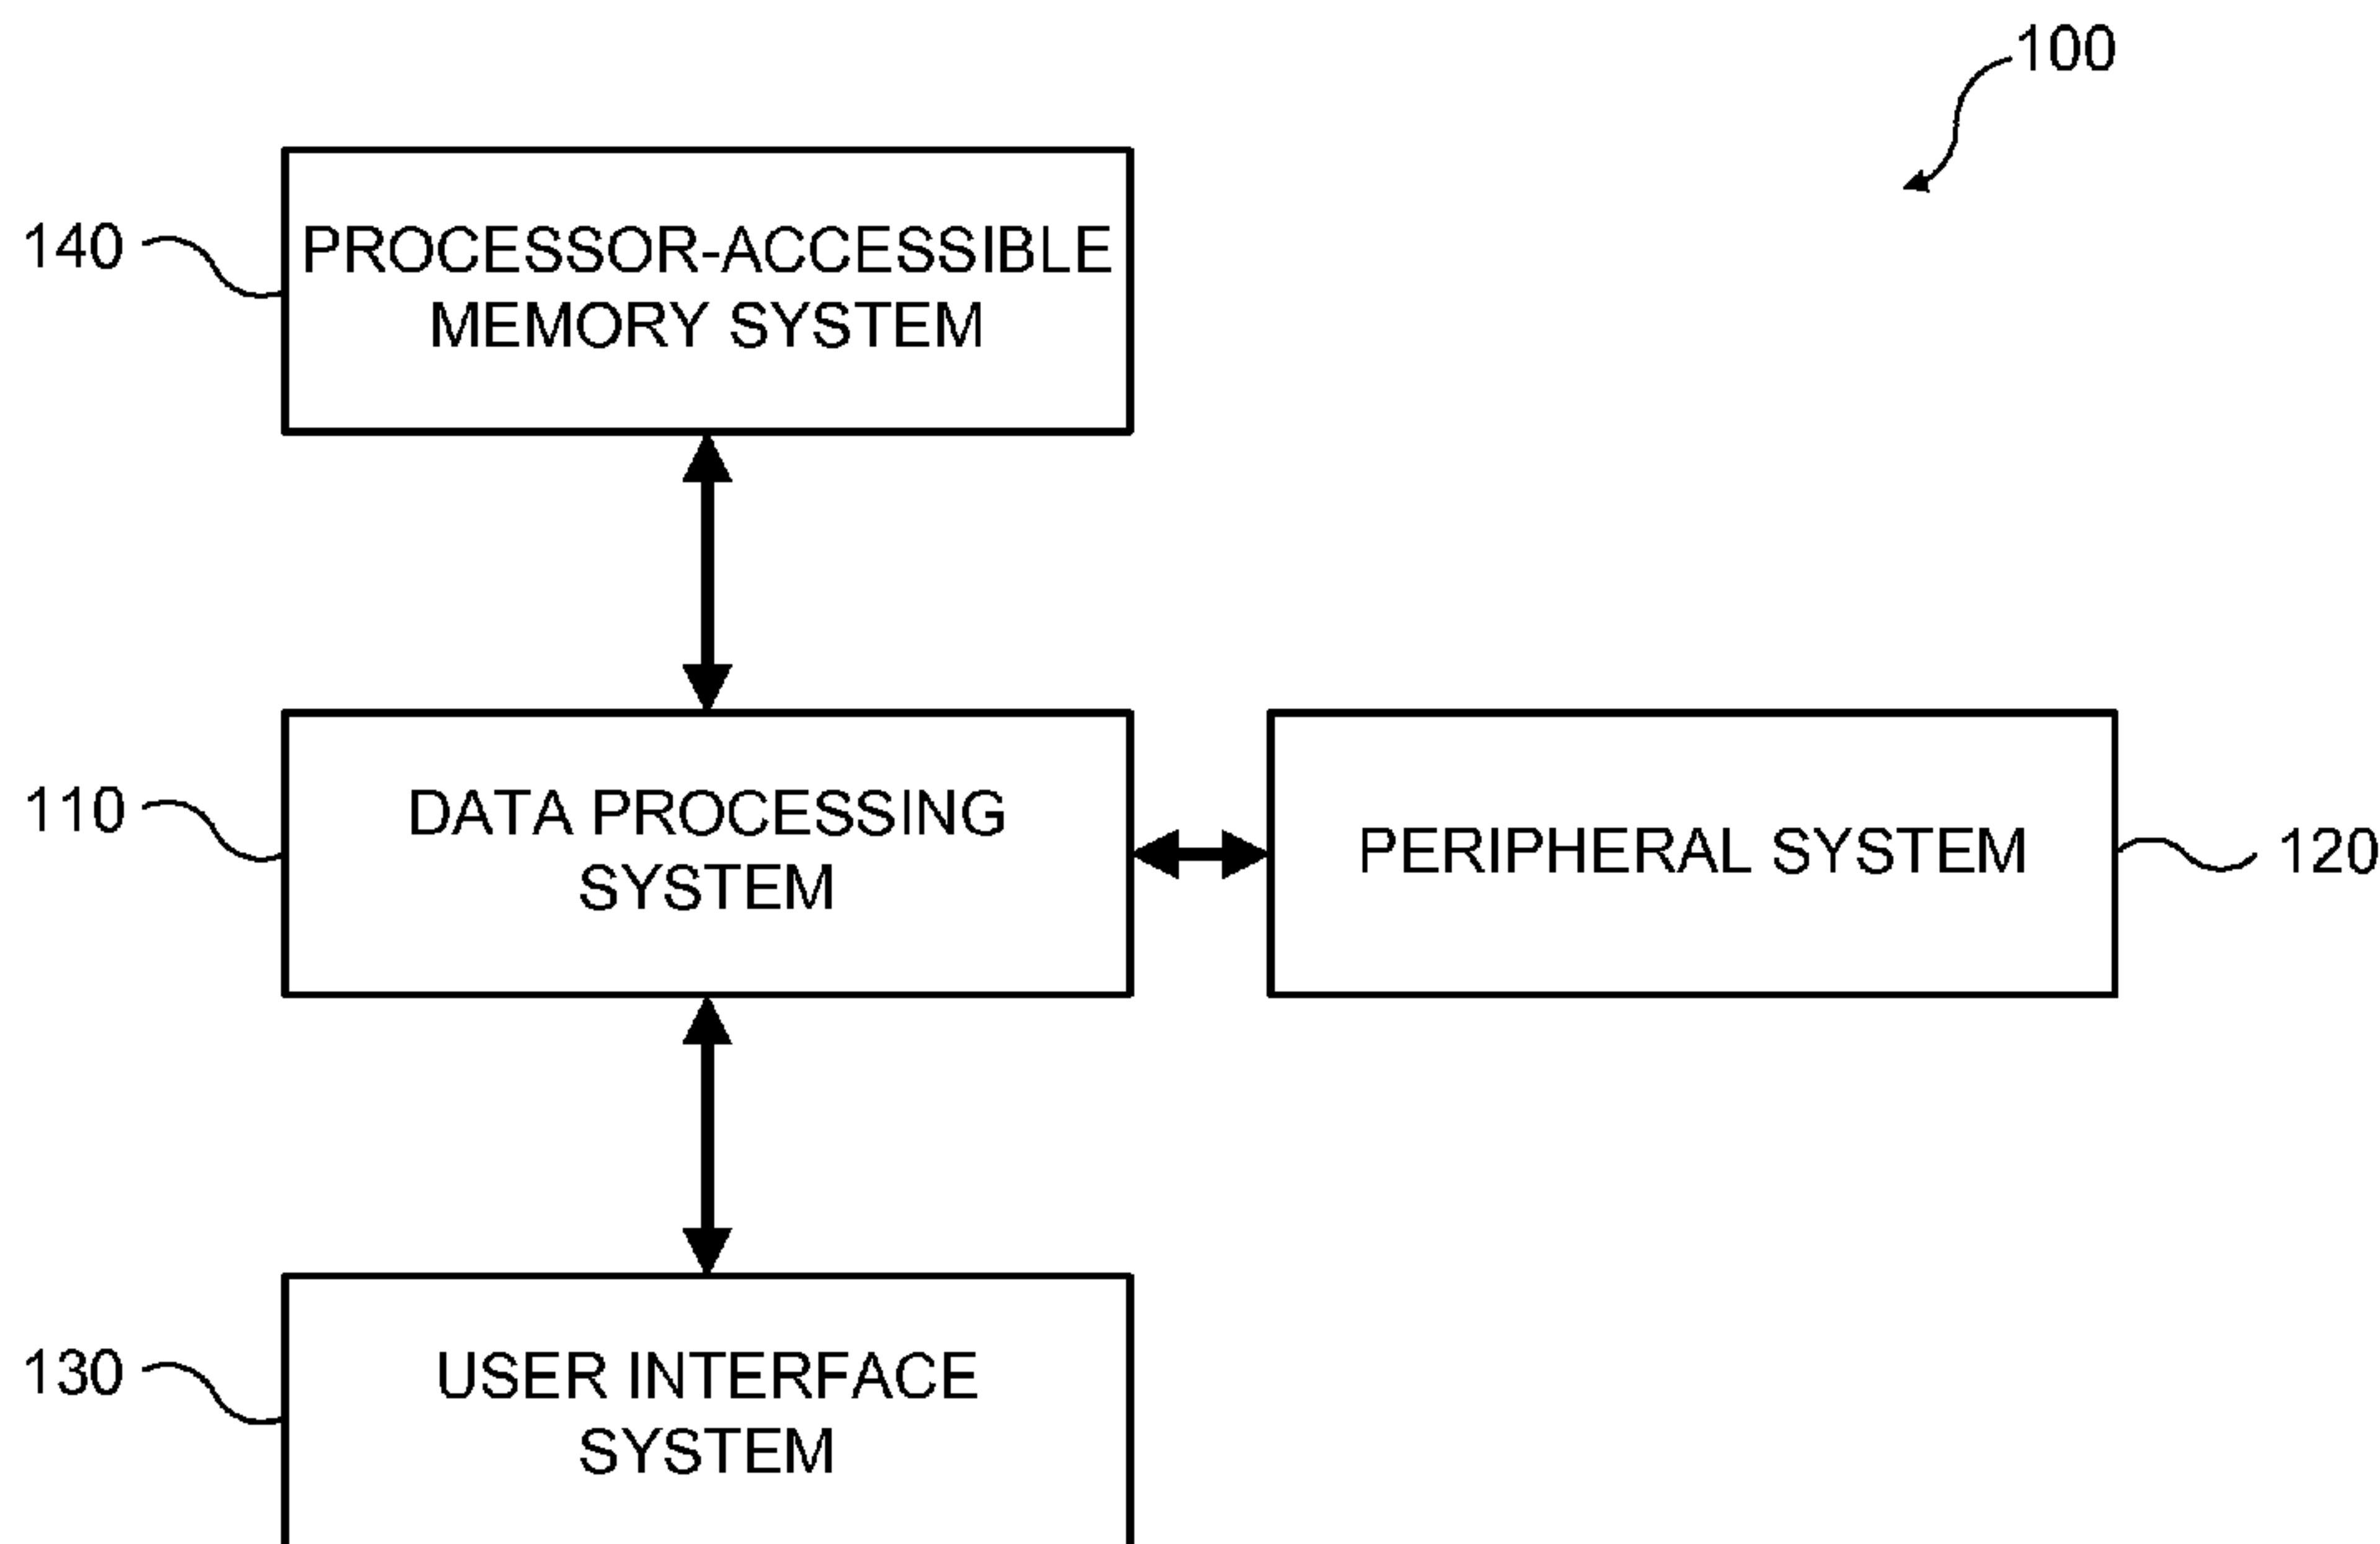 100
140
PROCESSOR-ACCESSIBLE
MEMORY SYSTEM
110
DATA PROCESSING
SYSTEM
PERIPHERAL SYSTEM
120
130
USER INTERFACE
SYSTEM